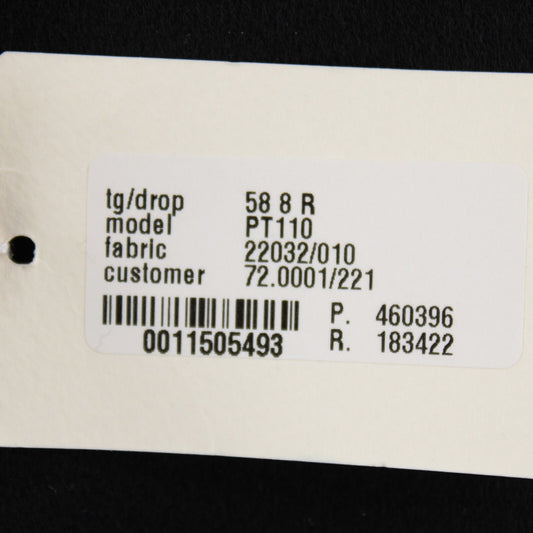 tg/drop 58 8 R
model PT110
fabric 22032/010
customer 72.0001/221
P. 460396
0011505493 R. 183422